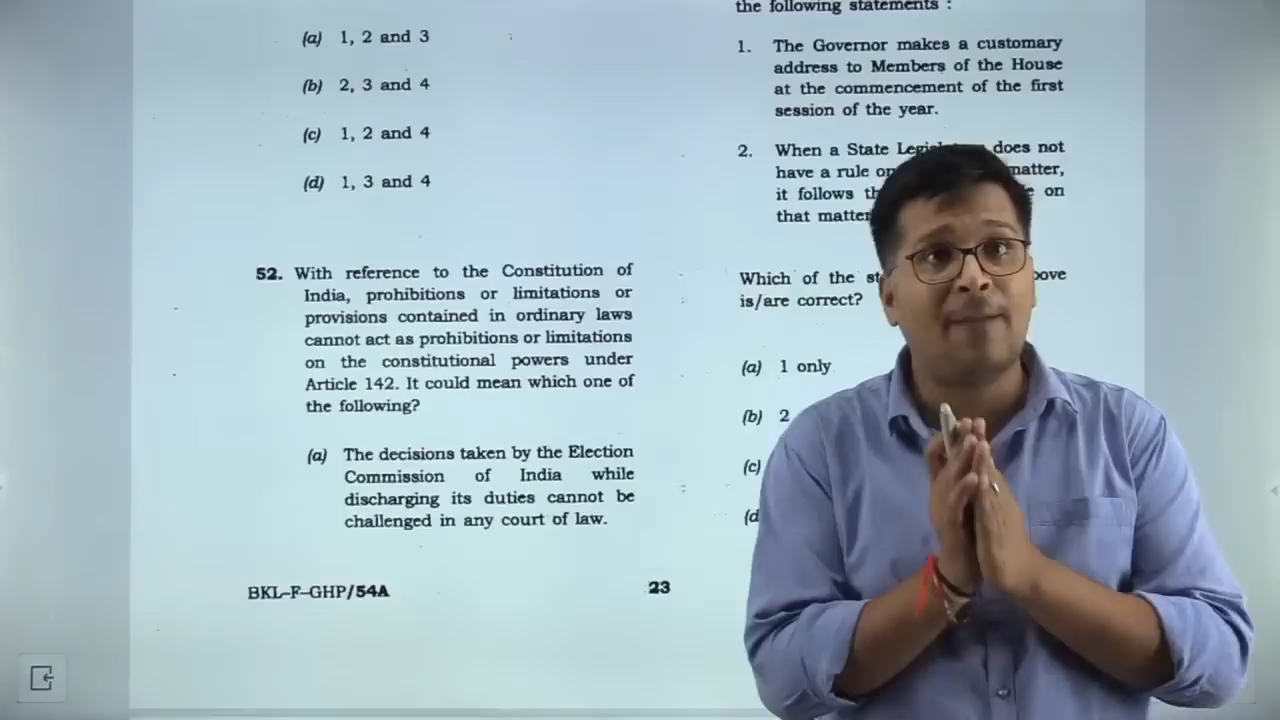 (a) 1, 2 and 3
(b) 2, 3 and 4
(c) 1, 2 and 4
(d) 1, 3 and 4
52. With reference to the Constitution of
India, prohibitions or limitations or
provisions contained in ordinary laws
cannot act as prohibitions or limitations
on the constitutional powers under
Article 142. It could mean which one of
the following?
(a) The decisions taken by the Election
Commission of India while
discharging its duties cannot be
challenged in any court of law.
BKL-F-GHP/54A
23
the following statements :
1. The Governor makes a customary
address to Members of the House
at the commencement of the first
session of the year.
2. When a State does not
have a rule matter,
it follows on
that matter
Which of the
is/are correct?
(a) 1 only
(b) 2
(c)
(d